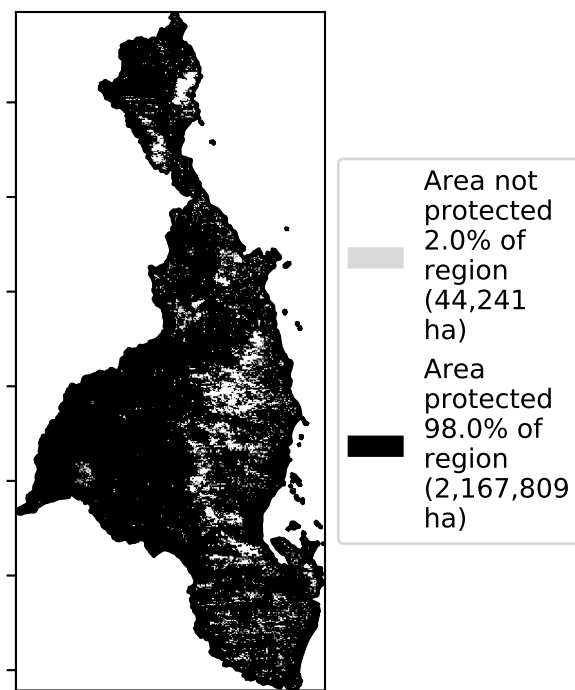 Area not
protected
2.0% of
region
(44,241
ha)
Area
protected
98.0% of
region
(2,167,809
ha)